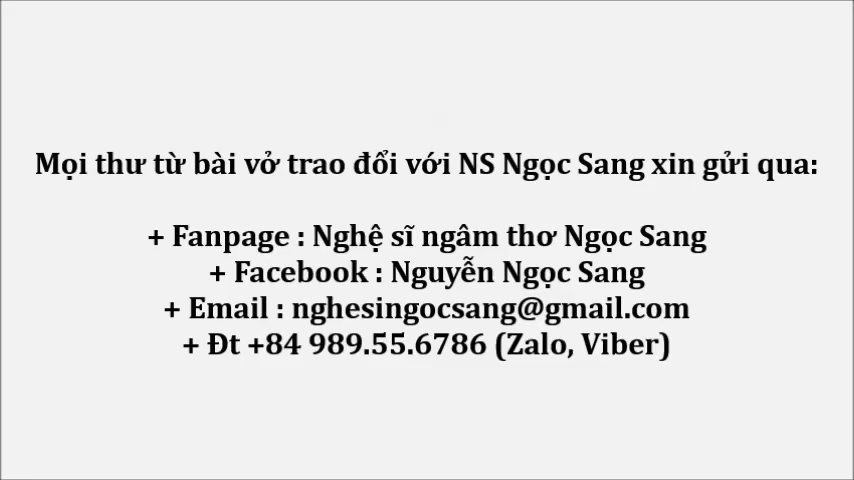 Mọi thư từ bài vở trao đổi với NS Ngọc Sang xin gửi qua:
+ Fanpage : Nghệ sĩ ngâm thơ Ngọc Sang
+ Facebook : Nguyễn Ngọc Sang
+ Email : nghesingocsang@gmail.com
+ Đt +84 989.55.6786 (Zalo, Viber)